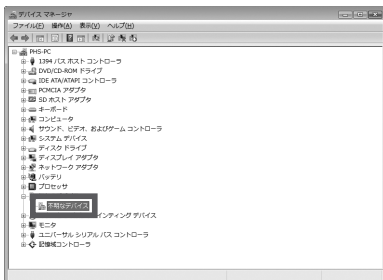 デバイス マネージャ
ファイル(F) 操作(A) 表示(V) ヘルプ(H)
PHS-PC
1394 バス ホスト コントローラ
DVD/CD-ROM ドライブ
IDE ATA/ATAPI コントローラ
PCMCIA アダプタ
SD ホスト アダプタ
キーボード
コンピュータ
サウンド、ビデオ、およびゲーム コントローラ
システム デバイス
ディスク ドライブ
ディスプレイ アダプタ
ネットワーク アダプタ
バッテリ
プロセッサ
不明なデバイス
インティング デバイス
モニタ
ユニバーサル シリアル バス コントローラ
記憶域コントローラ